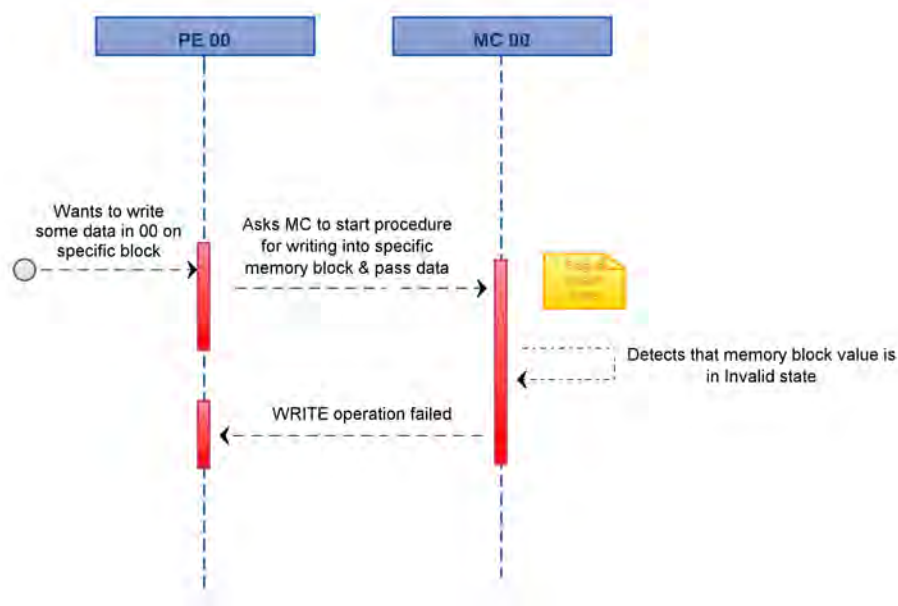 PE 00
MC 00
Wants to write
some data in 00 on
specific block
Asks MC to start procedure
for writing into specific
memory block & pass data
Detects that memory block value is
in Invalid state
WRITE operation failed